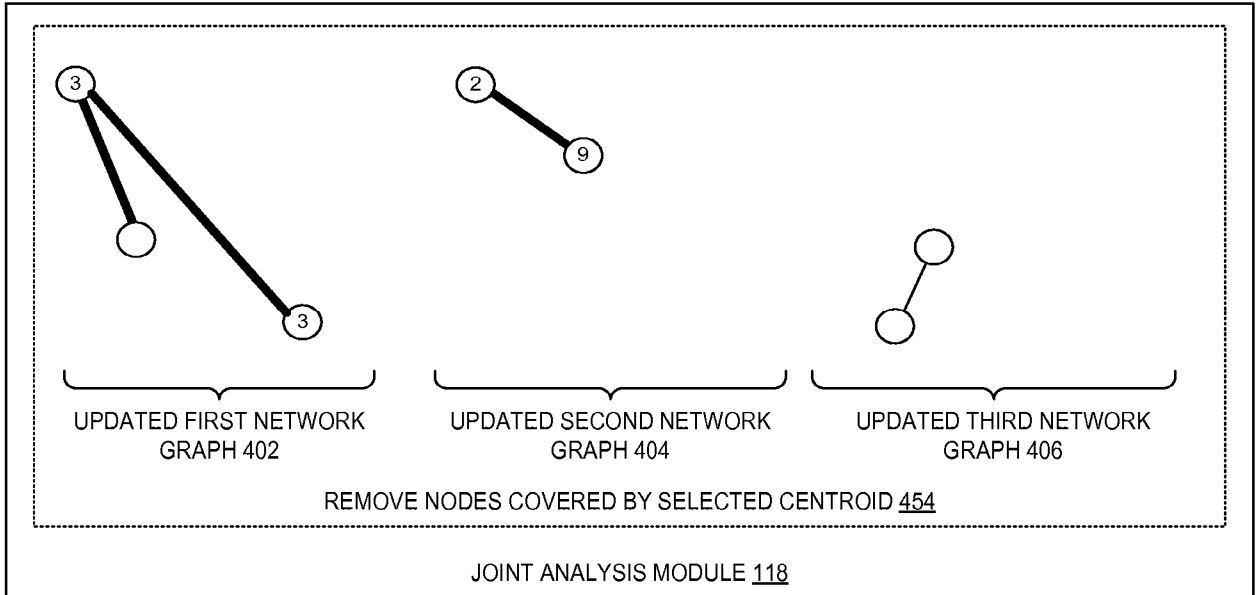 3
2
9
3
UPDATED FIRST NETWORK
GRAPH 402
UPDATED SECOND NETWORK
GRAPH 404
UPDATED THIRD NETWORK
GRAPH 406
REMOVE NODES COVERED BY SELECTED CENTROID 454
JOINT ANALYSIS MODULE 118